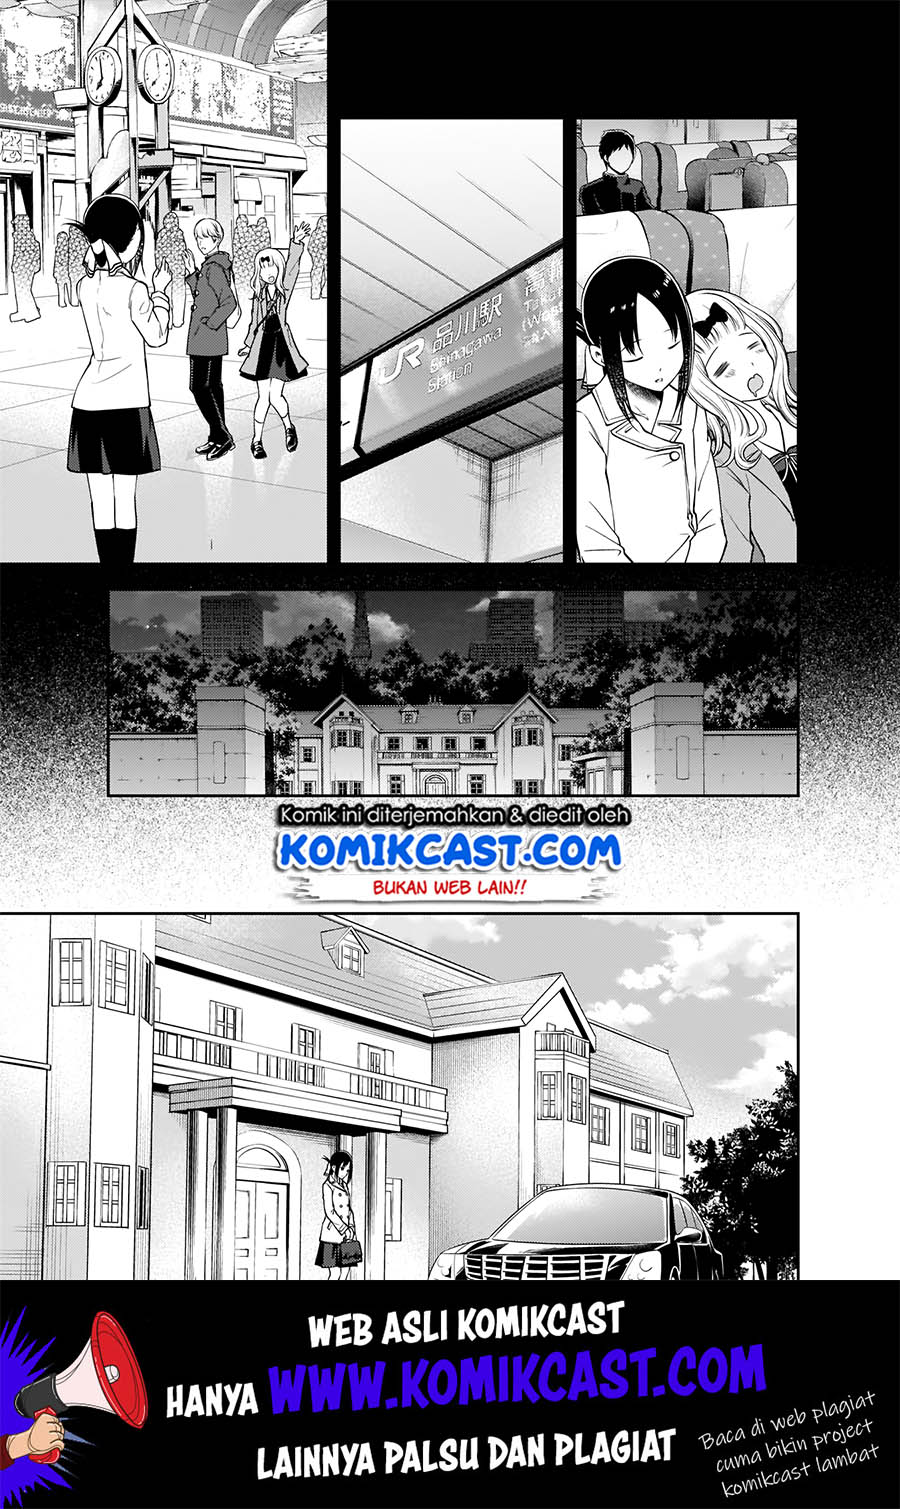 JR 品川駅
Shinagawa
Station
Komik ini diterjemahkan & diedit oleh
KOMIKCAST.COM
BUKAN WEB LAIN!!
WEB ASLI KOMIKCAST
HANYA WWW.KOMIKCAST.COM
LAINNYA PALSU DAN PLAGIAT
Baca di web plagiat
cuma bikin project
komikcast lambat